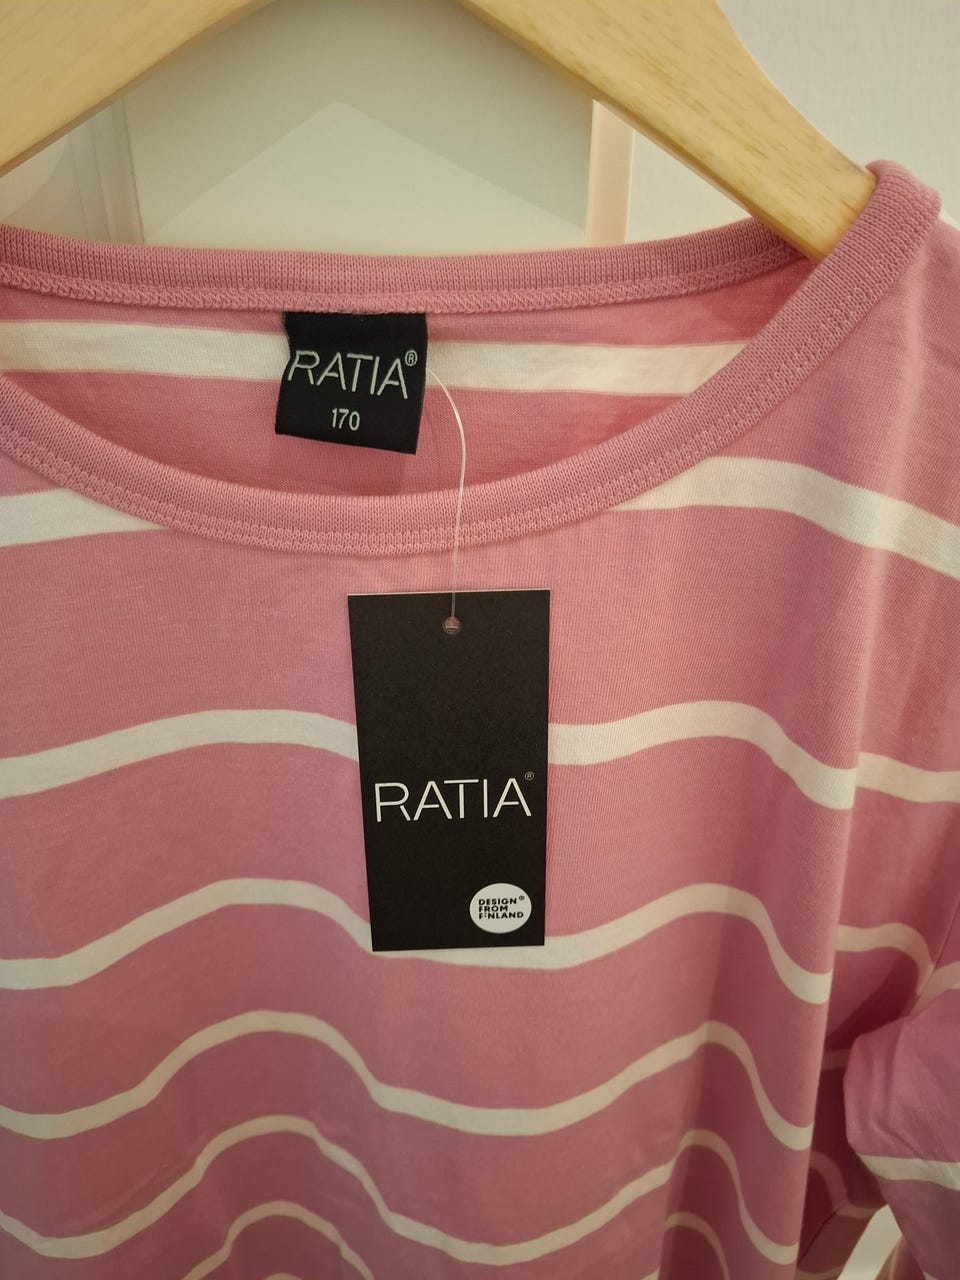 RATIA®
170
RATIA®
DESIGN®
FROM
FINLAND